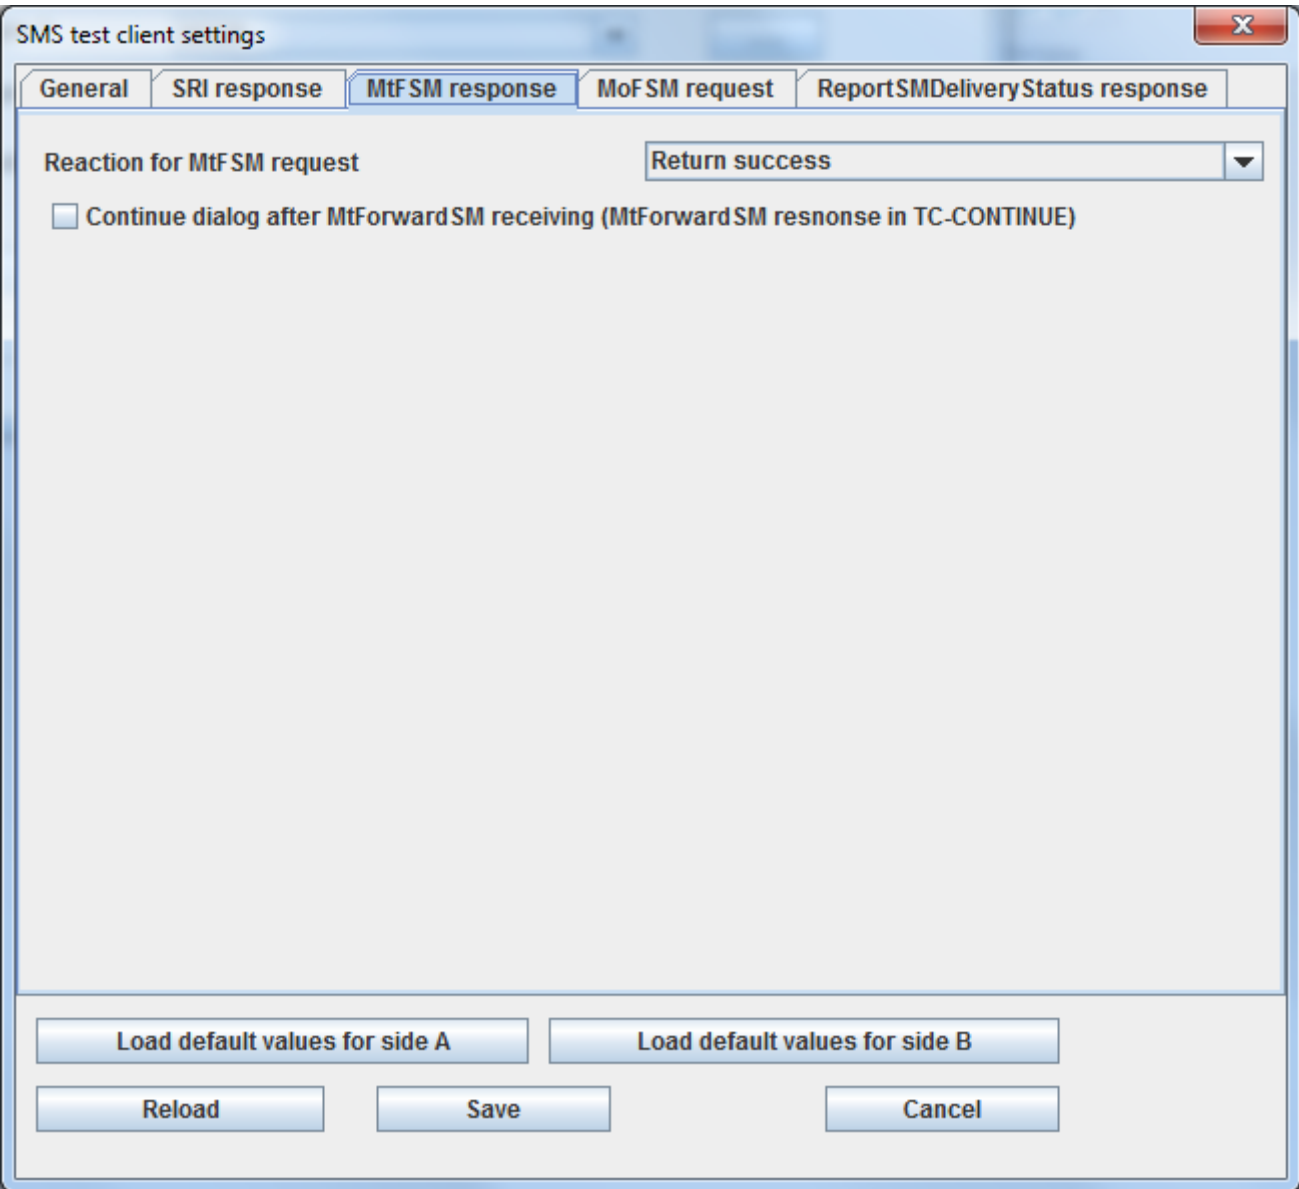 SMS test client settings
General SRI response MtFSM response MoFSM request ReportSMDeliveryStatus response
Reaction for MtFSM request Return success
Continue dialog after MtForwardSM receiving (MtForwardSM resnonse in TC-CONTINUE)
Load default values for side A Load default values for side B
Reload Save Cancel